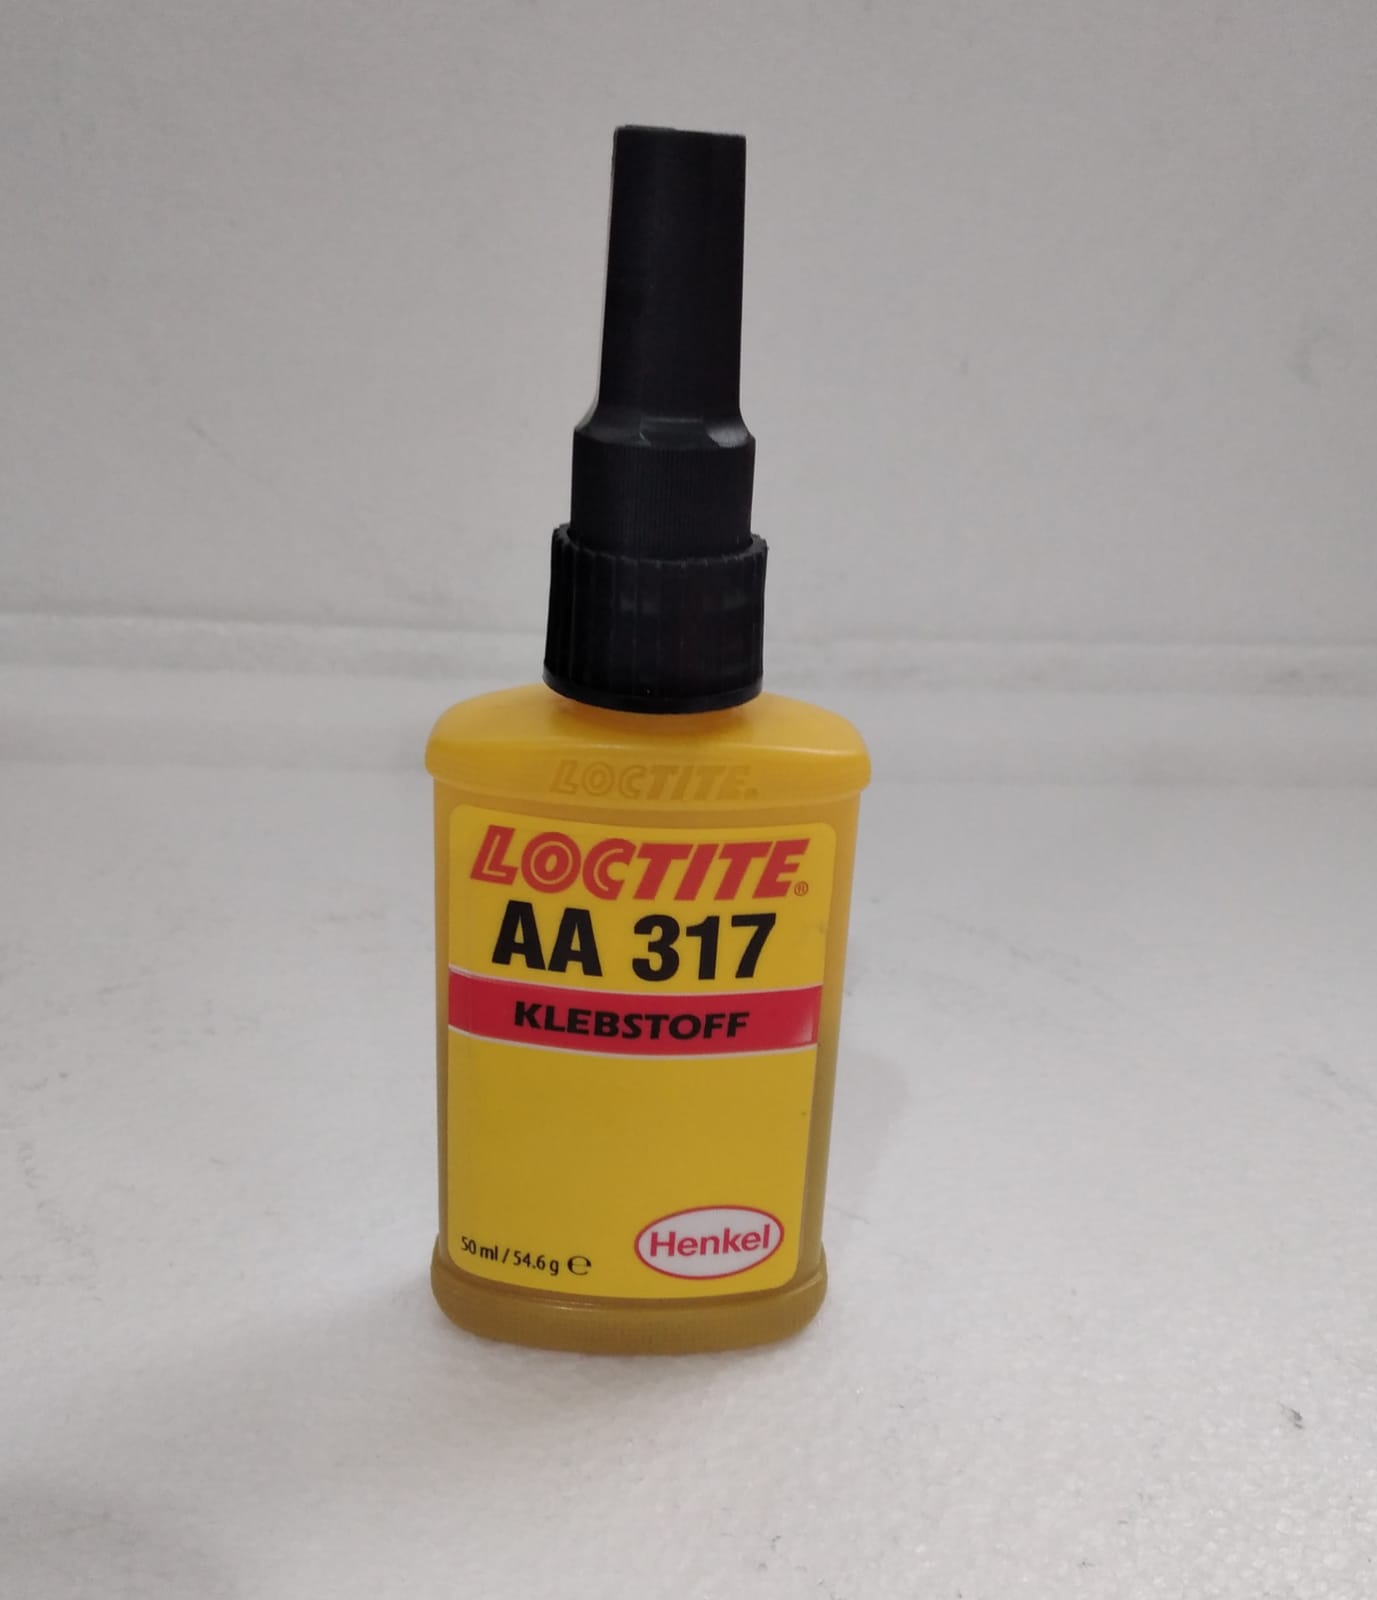 LOCTITE.
LOCTITE®
AA 317
KLEBSTOFF
50 ml / 54.6 g ℮
Henkel